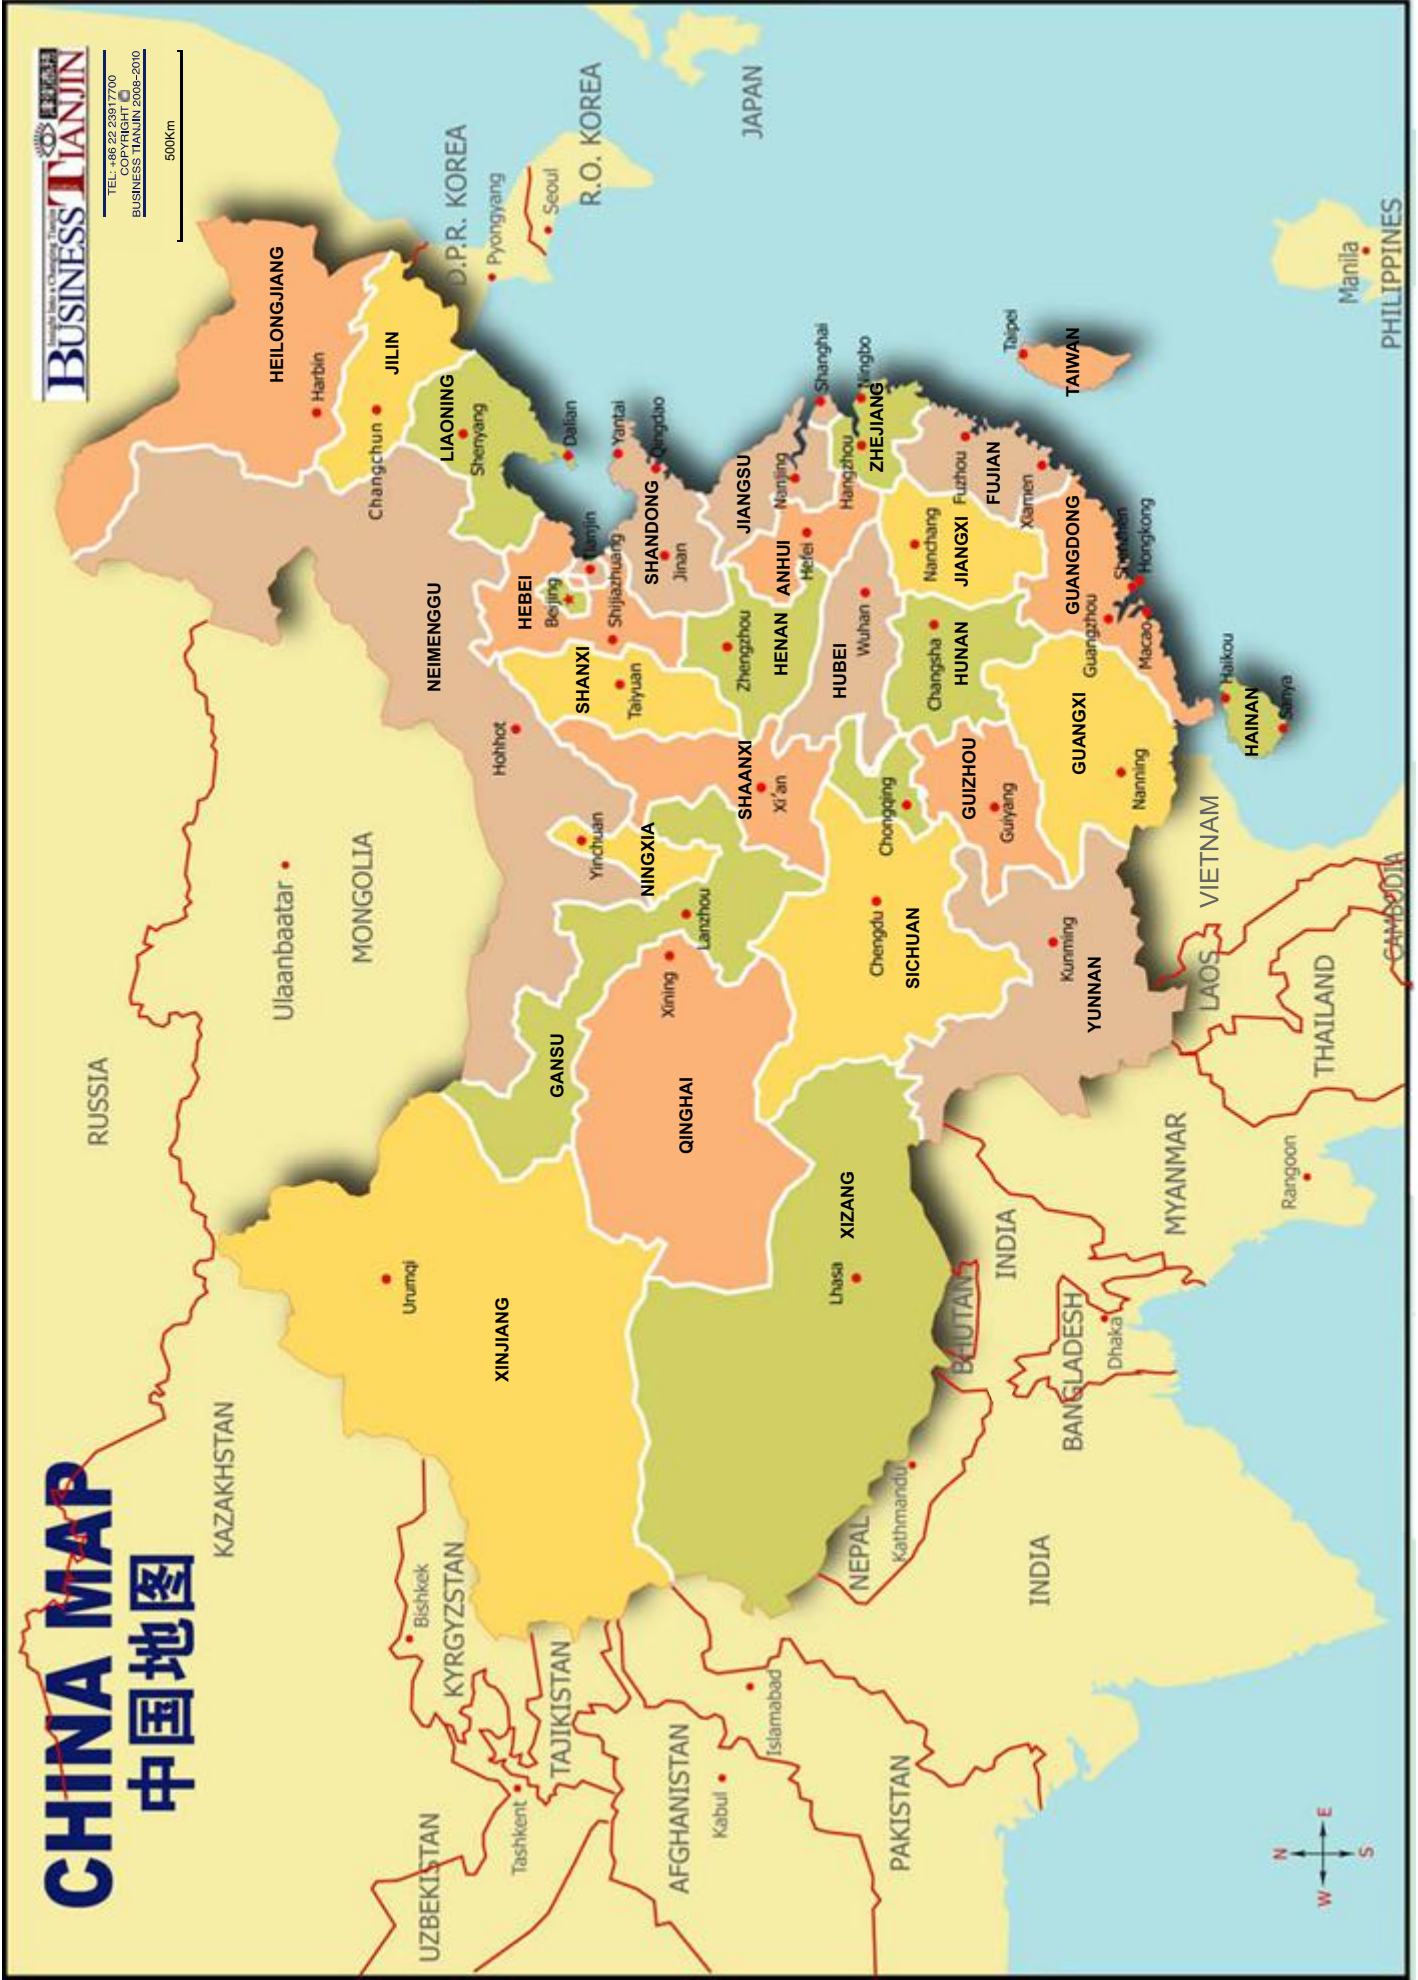 CHINA MAP
中国地图
Insight Into a Changing Tianjin
BUSINESS TIANJIN
TEL: +86 22 23917700
COPYRIGHT ©
BUSINESS TIANJIN 2008-2010
500Km
RUSSIA
KAZAKHSTAN
Ulaanbaatar
MONGOLIA
HEILONGJIANG
Harbin
JILIN
Changchun
LIAONING
Shenyang
Dalian
D.P.R. KOREA
Pyongyang
Seoul
R.O. KOREA
JAPAN
NEIMENGGU
Hohhot
HEBEI
Beijing
Tianjin
Shijiazhuang
SHANXI
Taiyuan
SHANDONG
Jinan
Yantai
Qingdao
UZBEKISTAN
Tashkent
Bishkek
KYRGYZSTAN
TAJIKISTAN
AFGHANISTAN
Kabul
Islamabad
PAKISTAN
Urumqi
XINJIANG
GANSU
Lanzhou
Yinchuan
NINGXIA
Xining
QINGHAI
SHAANXI
Xi'an
Zhengzhou
HENAN
JIANGSU
Nanjing
ANHUI
Hefei
Shanghai
Hangzhou
Ningbo
ZHEJIANG
HUBEI
Wuhan
XIZANG
Lhasa
Chengdu
SICHUAN
Chongqing
GUIZHOU
Guiyang
Changsha
HUNAN
Nanchang
JIANGXI
Fuzhou
FUJIAN
Xiamen
Taipei
TAIWAN
NEPAL
Kathmandu
BHUTAN
INDIA
INDIA
BANGLADESH
Dhaka
Kunming
YUNNAN
GUANGXI
Nanning
GUANGDONG
Guangzhou
Shenzhen
Hongkong
Macao
Haikou
HAINAN
Sanya
MYANMAR
Rangoon
LAOS
VIETNAM
THAILAND
CAMBODIA
Manila
PHILIPPINES
N
W E
S